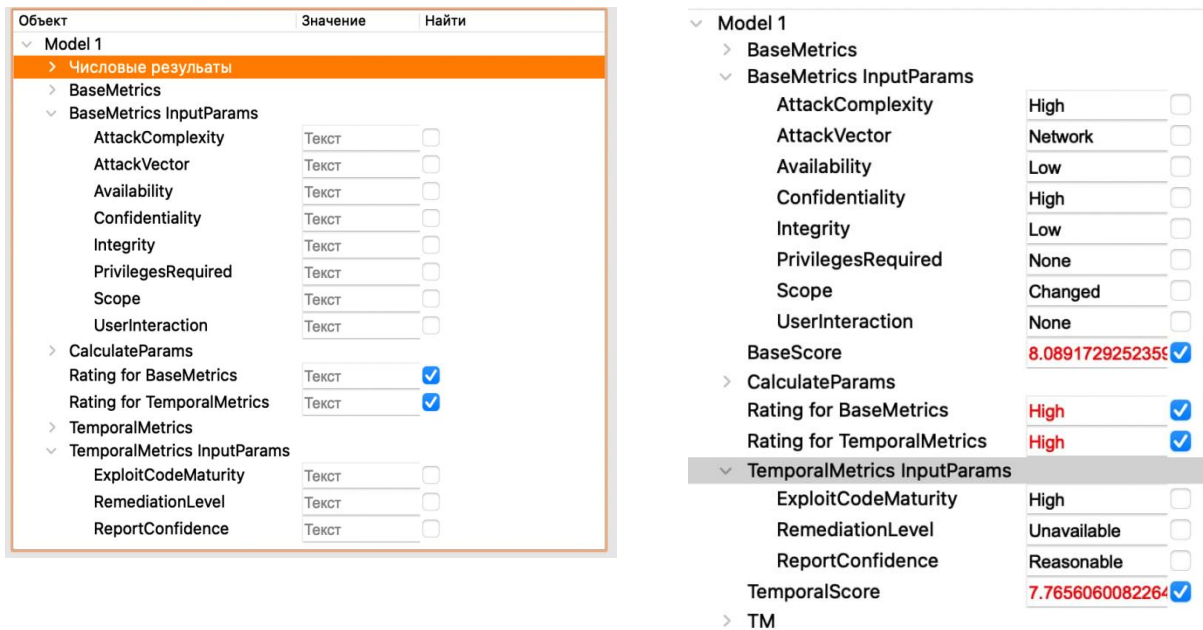 Объект Значение Найти
Model 1
Числовые резульаты
BaseMetrics
BaseMetrics InputParams
AttackComplexity Текст
AttackVector Текст
Availability Текст
Confidentiality Текст
Integrity Текст
PrivilegesRequired Текст
Scope Текст
UserInteraction Текст
CalculateParams
Rating for BaseMetrics Текст
Rating for TemporalMetrics Текст
TemporalMetrics
TemporalMetrics InputParams
ExploitCodeMaturity Текст
RemediationLevel Текст
ReportConfidence Текст
Model 1
BaseMetrics
BaseMetrics InputParams
AttackComplexity High
AttackVector Network
Availability Low
Confidentiality High
Integrity Low
PrivilegesRequired None
Scope Changed
UserInteraction None
BaseScore 8.089172925235
CalculateParams
Rating for BaseMetrics High
Rating for TemporalMetrics High
TemporalMetrics InputParams
ExploitCodeMaturity High
RemediationLevel Unavailable
ReportConfidence Reasonable
TemporalScore 7.765606008226
TM